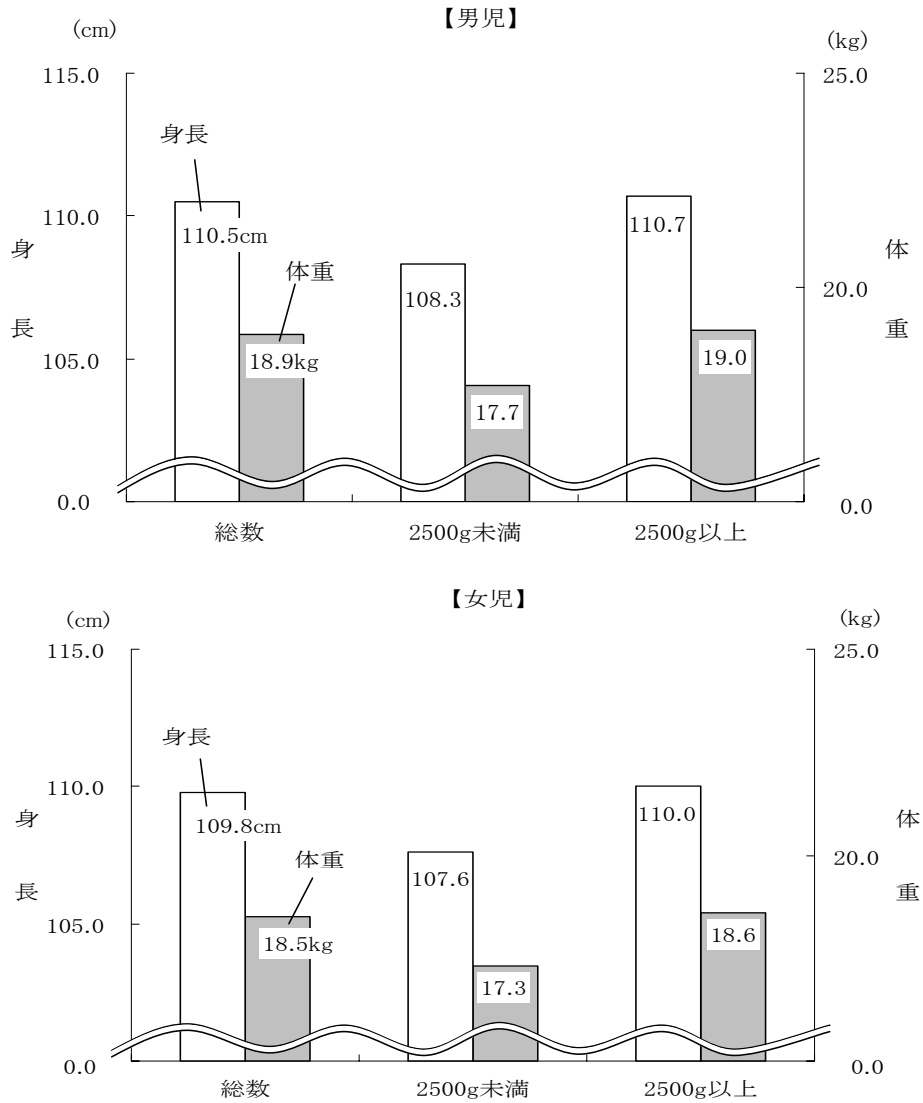 【男児】
(cm)
(kg)
115.0
25.0
身長
110.0
110.5cm
110.7
身
体
体重
108.3
20.0
長
重
105.0
18.9kg
19.0
17.7
0.0
0.0
総数
2500g未満
2500g以上
【女児】
(cm)
(kg)
115.0
25.0
身長
110.0
110.0
109.8cm
身
体
20.0
体重
107.6
長
重
105.0
18.5kg
18.6
17.3
0.0
0.0
総数
2500g未満
2500g以上